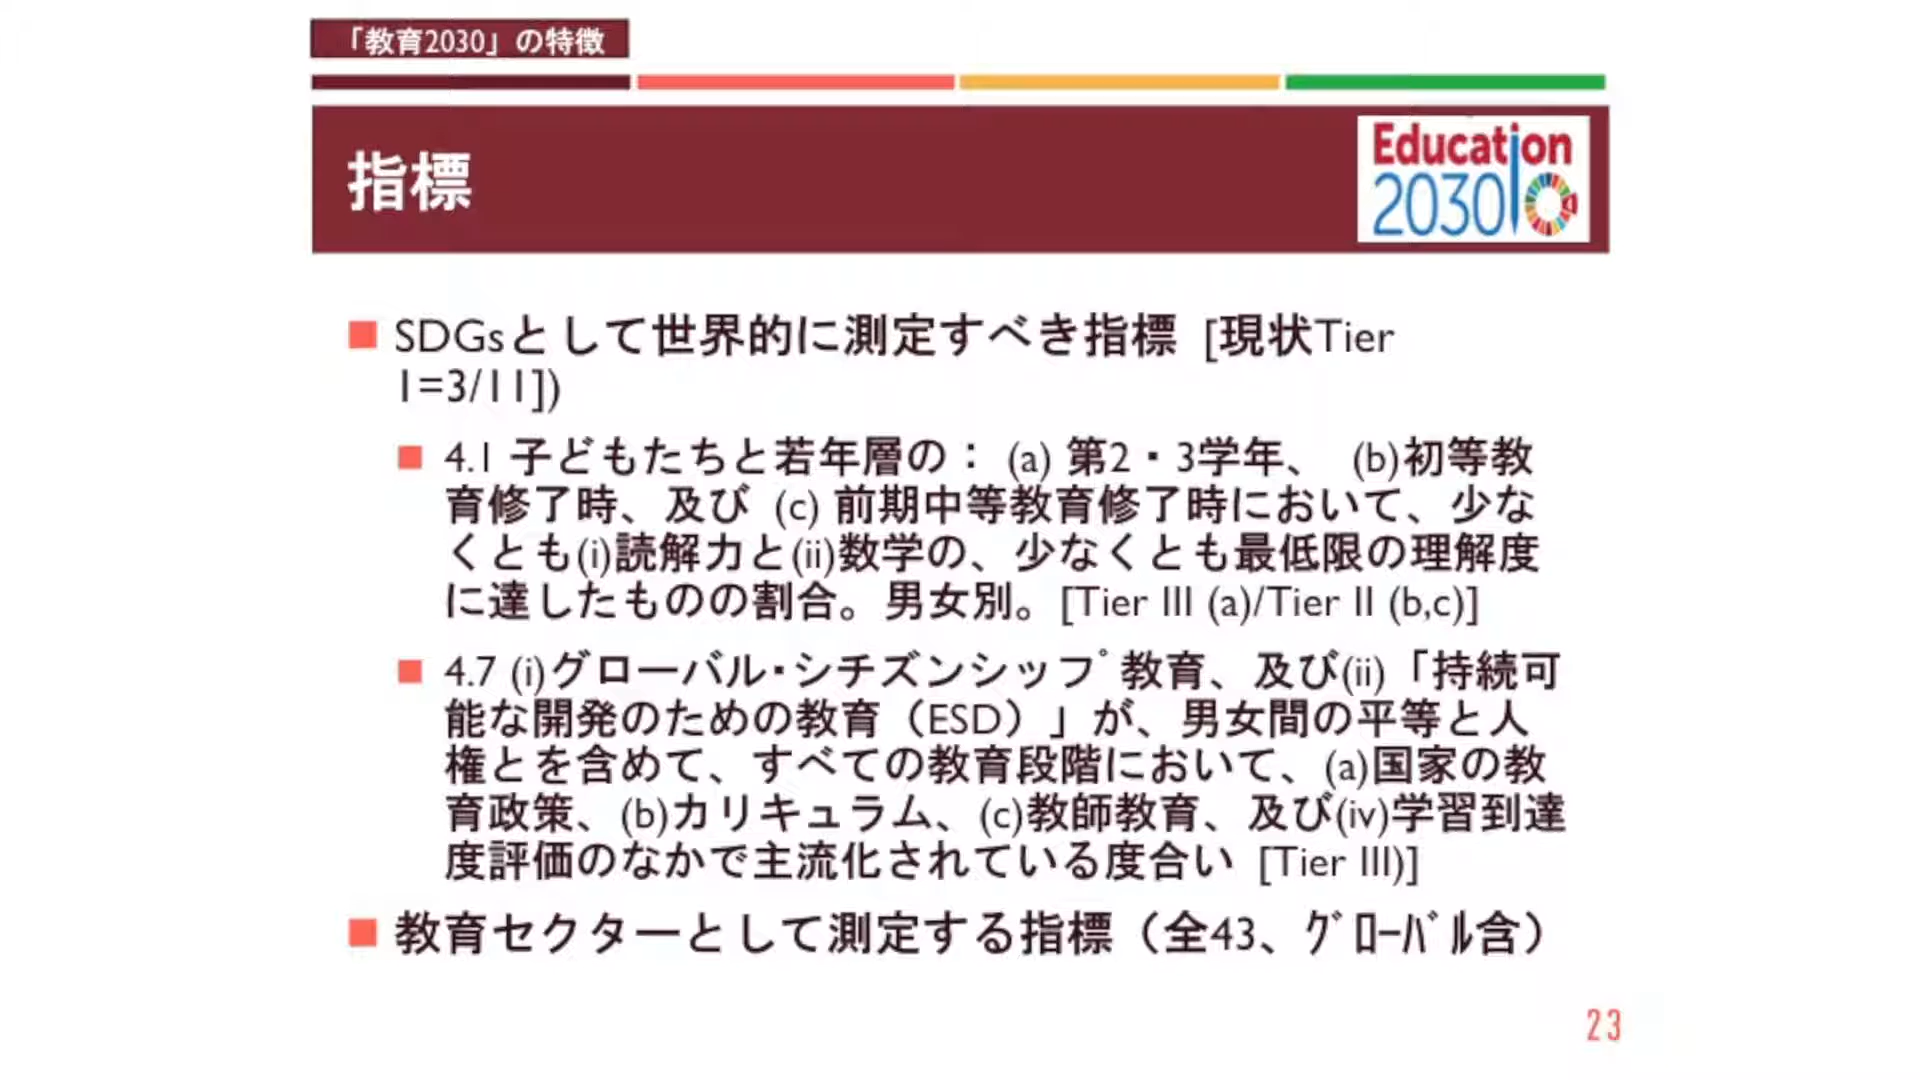 「教育2030」の特徴
指標
Education
2030
SDGsとして世界的に測定すべき指標 [現状Tier
1=3/11])
4.1 子どもたちと若年層の： (a) 第2・3学年、 (b)初等教
育修了時、及び (c) 前期中等教育修了時において、少な
くとも(i)読解力と(ii)数学の、少なくとも最低限の理解度
に達したものの割合。男女別。[Tier III (a)/Tier II (b,c)]
4.7 (i)グローバル･シチズンシップ教育、及び(ii)「持続可
能な開発のための教育（ESD）」が、男女間の平等と人
権とを含めて、すべての教育段階において、(a)国家の教
育政策、(b)カリキュラム、(c)教師教育、及び(iv)学習到達
度評価のなかで主流化されている度合い [Tier III)]
教育セクターとして測定する指標（全43、ｸﾞﾛｰﾊﾞﾙ含）
23